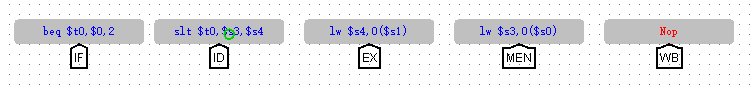 beq $t0,$0,2 slt $t0,$s3,$s4 lw $s4,0($s1) lw $s3,0($s0) Nop
IF ID EX MEN WB